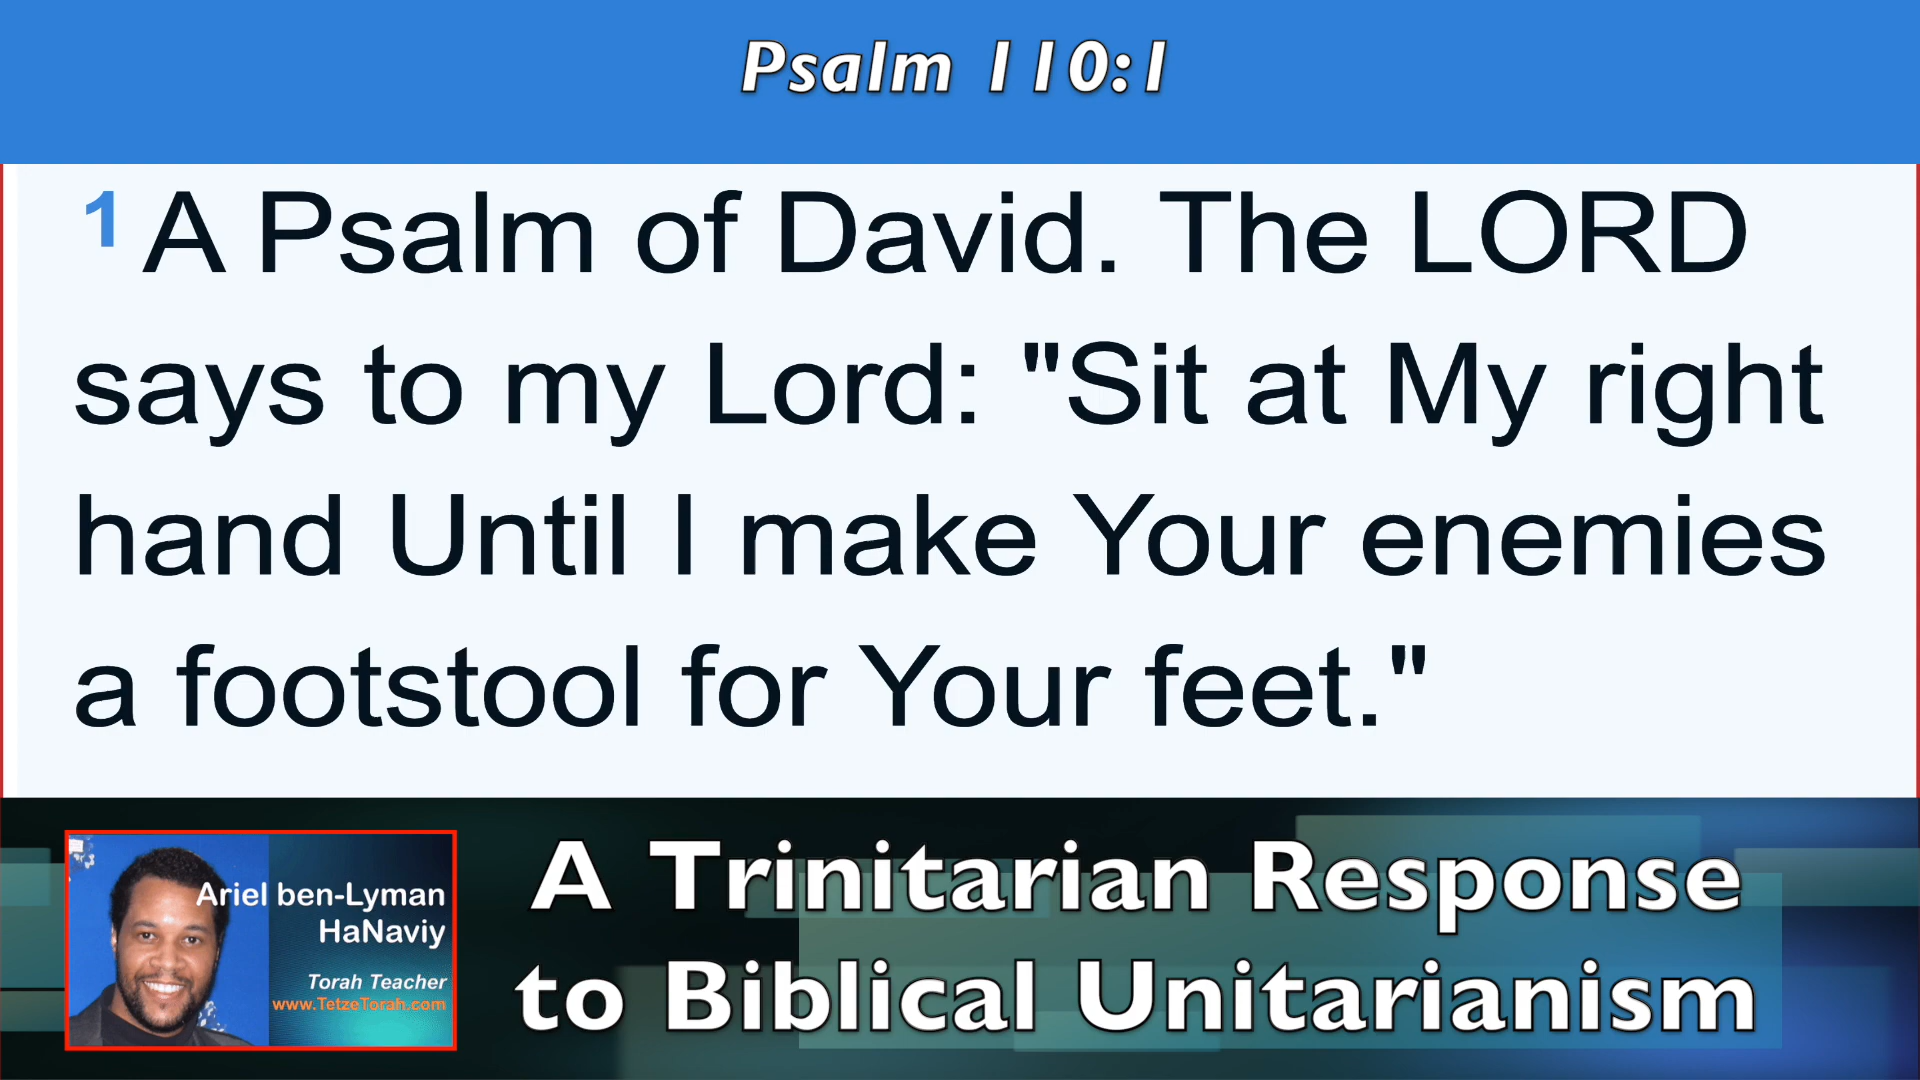 Psalm 110:1
1 A Psalm of David. The LORD
says to my Lord: "Sit at My right
hand Until I make Your enemies
a footstool for Your feet."
Ariel ben-Lyman
HaNaviy
Torah Teacher
www.TetzeTorah.com
A Trinitarian Response
to Biblical Unitarianism